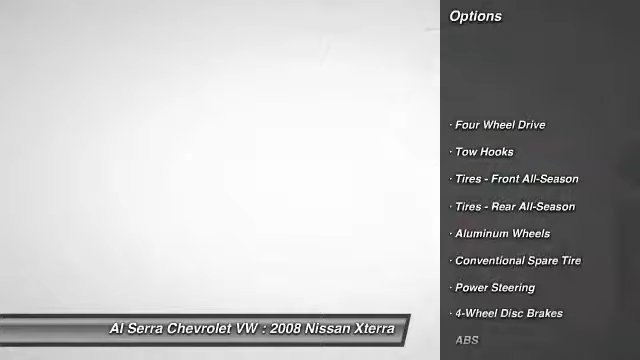 Options
· Four Wheel Drive
· Tow Hooks
· Tires - Front All-Season
· Tires - Rear All-Season
· Aluminum Wheels
· Conventional Spare Tire
· Power Steering
· 4-Wheel Disc Brakes
ABS
Al Serra Chevrolet VW : 2008 Nissan Xterra